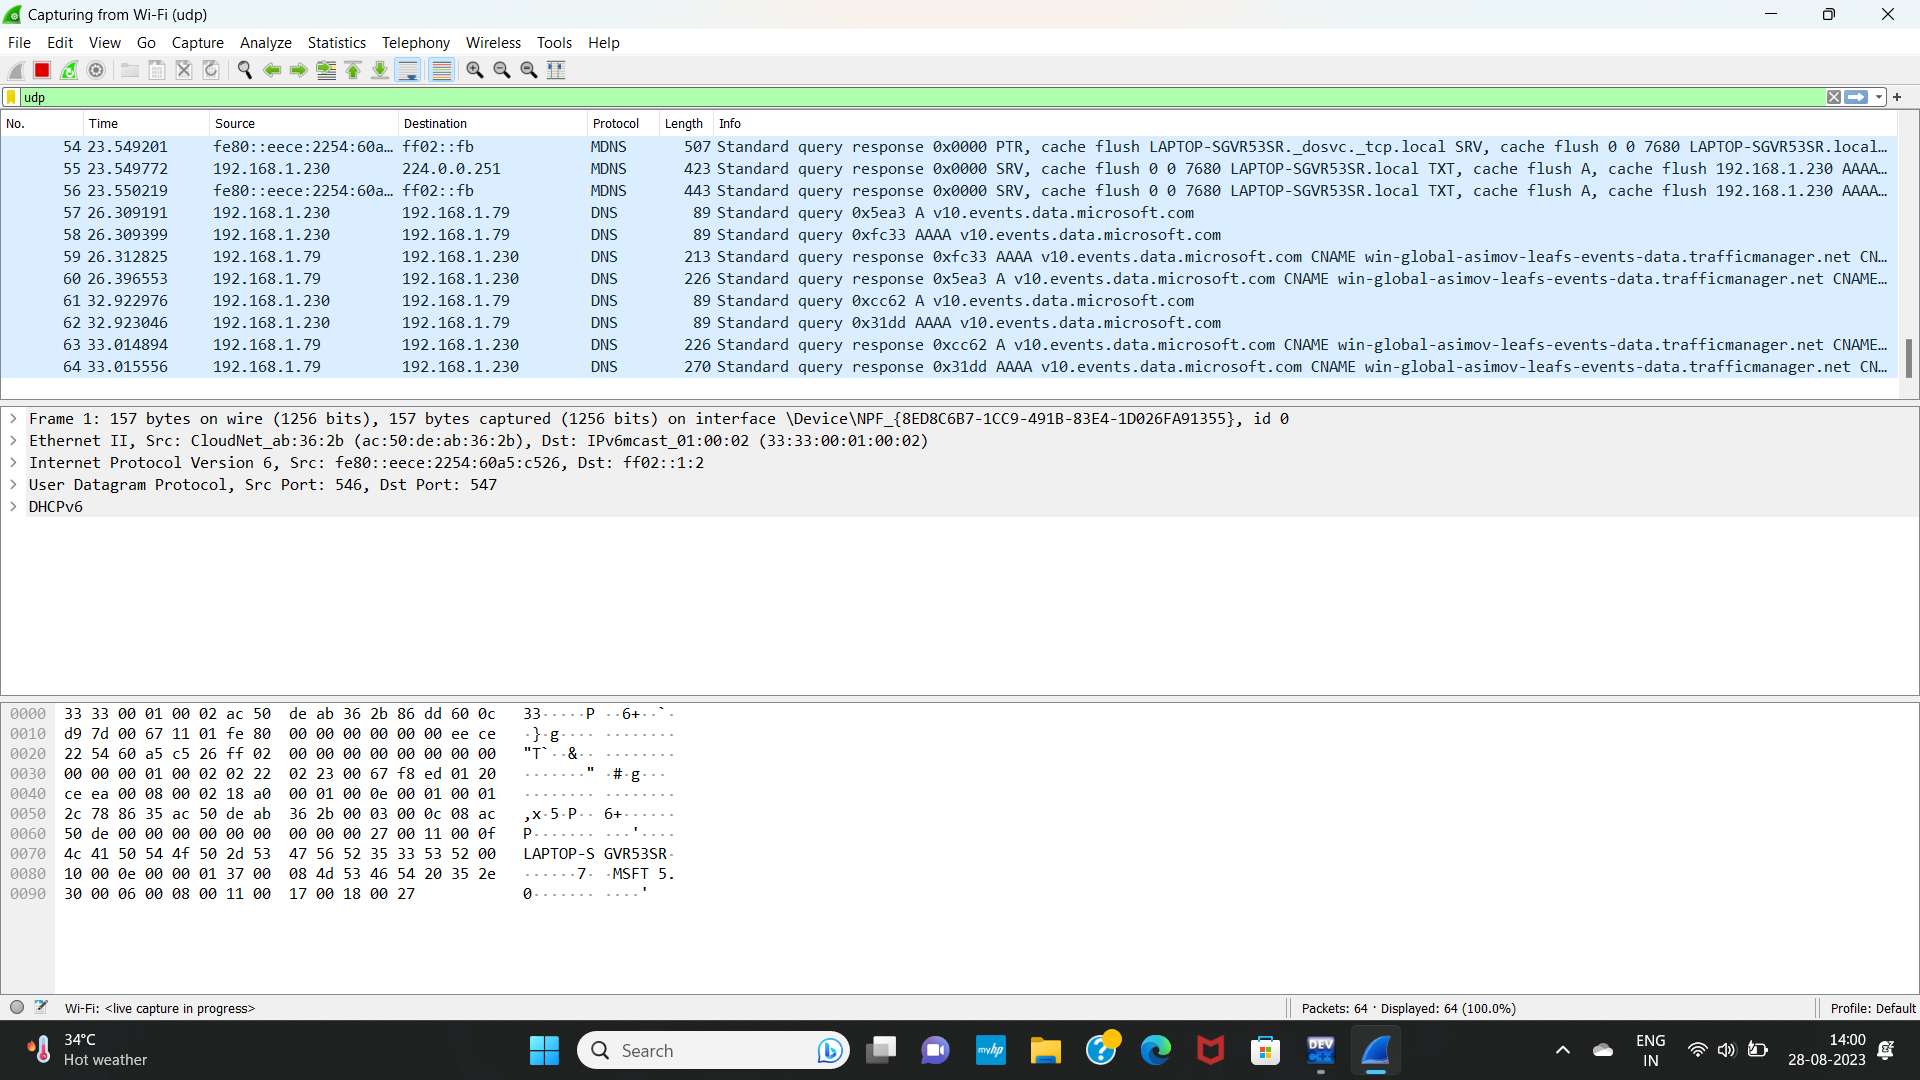 Capturing from Wi-Fi (udp)
File Edit View Go Capture Analyze Statistics Telephony Wireless Tools Help
udp
No. Time Source Destination Protocol Length Info
54 23.549201 fe80::eece:2254:60a… ff02::fb MDNS 507 Standard query response 0x0000 PTR, cache flush LAPTOP-SGVR53SR._dosvc._tcp.local SRV, cache flush 0 0 7680 LAPTOP-SGVR53SR.local…
55 23.549772 192.168.1.230 224.0.0.251 MDNS 423 Standard query response 0x0000 SRV, cache flush 0 0 7680 LAPTOP-SGVR53SR.local TXT, cache flush A, cache flush 192.168.1.230 AAAA…
56 23.550219 fe80::eece:2254:60a… ff02::fb MDNS 443 Standard query response 0x0000 SRV, cache flush 0 0 7680 LAPTOP-SGVR53SR.local TXT, cache flush A, cache flush 192.168.1.230 AAAA…
57 26.309191 192.168.1.230 192.168.1.79 DNS 89 Standard query 0x5ea3 A v10.events.data.microsoft.com
58 26.309399 192.168.1.230 192.168.1.79 DNS 89 Standard query 0xfc33 AAAA v10.events.data.microsoft.com
59 26.312825 192.168.1.79 192.168.1.230 DNS 213 Standard query response 0xfc33 AAAA v10.events.data.microsoft.com CNAME win-global-asimov-leafs-events-data.trafficmanager.net CN…
60 26.396553 192.168.1.79 192.168.1.230 DNS 226 Standard query response 0x5ea3 A v10.events.data.microsoft.com CNAME win-global-asimov-leafs-events-data.trafficmanager.net CNAME…
61 32.922976 192.168.1.230 192.168.1.79 DNS 89 Standard query 0xcc62 A v10.events.data.microsoft.com
62 32.923046 192.168.1.230 192.168.1.79 DNS 89 Standard query 0x31dd AAAA v10.events.data.microsoft.com
63 33.014894 192.168.1.79 192.168.1.230 DNS 226 Standard query response 0xcc62 A v10.events.data.microsoft.com CNAME win-global-asimov-leafs-events-data.trafficmanager.net CNAME…
64 33.015556 192.168.1.79 192.168.1.230 DNS 270 Standard query response 0x31dd AAAA v10.events.data.microsoft.com CNAME win-global-asimov-leafs-events-data.trafficmanager.net CN…
Frame 1: 157 bytes on wire (1256 bits), 157 bytes captured (1256 bits) on interface \Device\NPF_{8ED8C6B7-1CC9-491B-83E4-1D026FA91355}, id 0
Ethernet II, Src: CloudNet_ab:36:2b (ac:50:de:ab:36:2b), Dst: IPv6mcast_01:00:02 (33:33:00:01:00:02)
Internet Protocol Version 6, Src: fe80::eece:2254:60a5:c526, Dst: ff02::1:2
User Datagram Protocol, Src Port: 546, Dst Port: 547
DHCPv6
0000 33 33 00 01 00 02 ac 50 de ab 36 2b 86 dd 60 0c 33·····P ··6+··`·
0010 d9 7d 00 67 11 01 fe 80 00 00 00 00 00 00 ee ce ·}·g···· ········
0020 22 54 60 a5 c5 26 ff 02 00 00 00 00 00 00 00 00 "T`··&·· ········
0030 00 00 00 01 00 02 02 22 02 23 00 67 f8 ed 01 20 ·······" ·#·g···
0040 ce ea 00 08 00 02 18 a0 00 01 00 0e 00 01 00 01 ········ ········
0050 2c 78 86 35 ac 50 de ab 36 2b 00 03 00 0c 08 ac ,x·5·P·· 6+······
0060 50 de 00 00 00 00 00 00 00 00 00 27 00 11 00 0f P······· ···'····
0070 4c 41 50 54 4f 50 2d 53 47 56 52 35 33 53 52 00 LAPTOP-S GVR53SR·
0080 10 00 0e 00 00 01 37 00 08 4d 53 46 54 20 35 2e ······7· ·MSFT 5.
0090 30 00 06 00 08 00 11 00 17 00 18 00 27 0······· ····'
Wi-Fi: <live capture in progress> Packets: 64 · Displayed: 64 (100.0%) Profile: Default
34°C
Hot weather
Search
myhp
DEV
C++
ENG
IN
14:00
28-08-2023